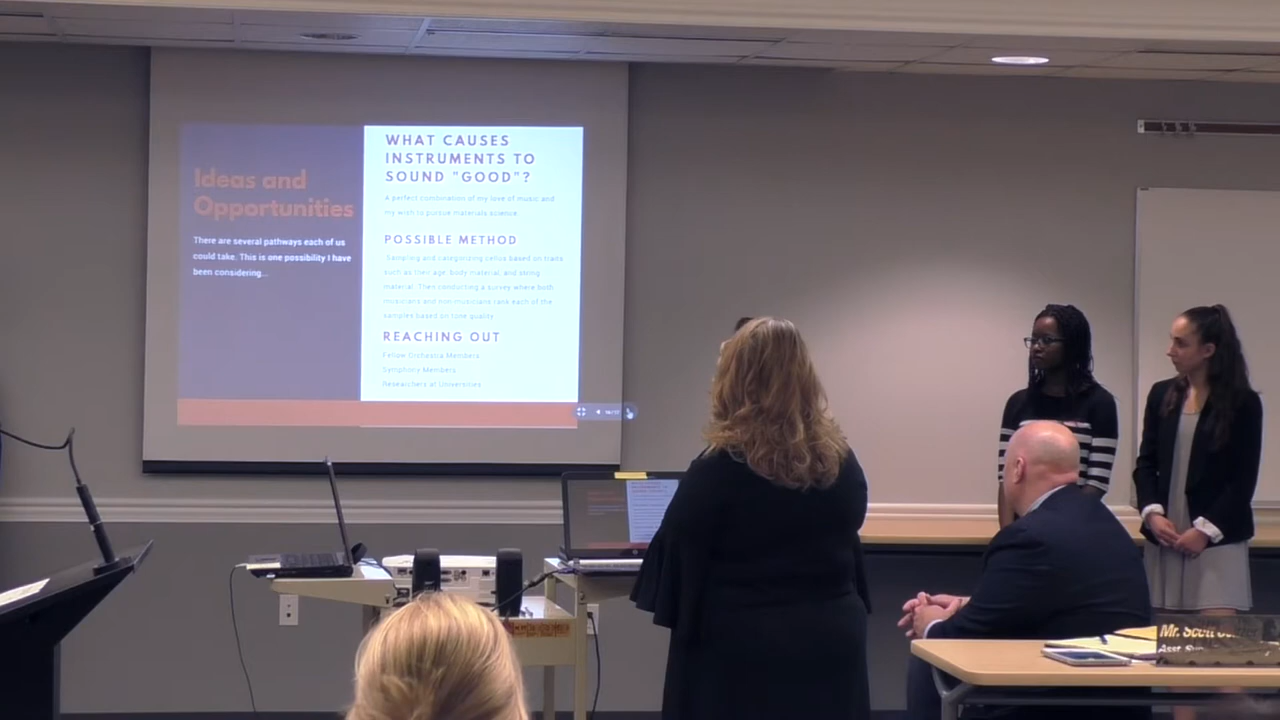 Ideas and
Opportunities
There are several pathways each of us
could take. This is one possibility I have
been considering...
WHAT CAUSES
INSTRUMENTS TO
SOUND "GOOD"?
A perfect combination of my love of music and
my wish to pursue materials science.
POSSIBLE METHOD
Sampling and categorizing cellos based on traits
such as their age, body material, and string
material. Then conducting a survey where both
musicians and non-musicians rank each of the
samples based on tone quality.
REACHING OUT
Fellow Orchestra Members
Symphony Members
Researchers at Universities
Mr. Scott
Asst.